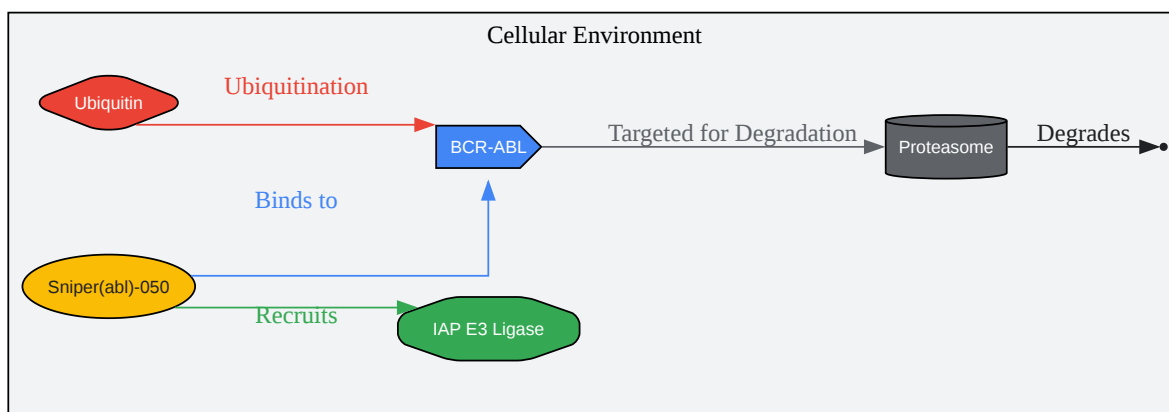 Cellular Environment
Ubiquitination
Ubiquitin
BCR-ABL
Targeted for Degradation
Proteasome
Degrades
Binds to
Sniper(abl)-050
Recruits
IAP E3 Ligase